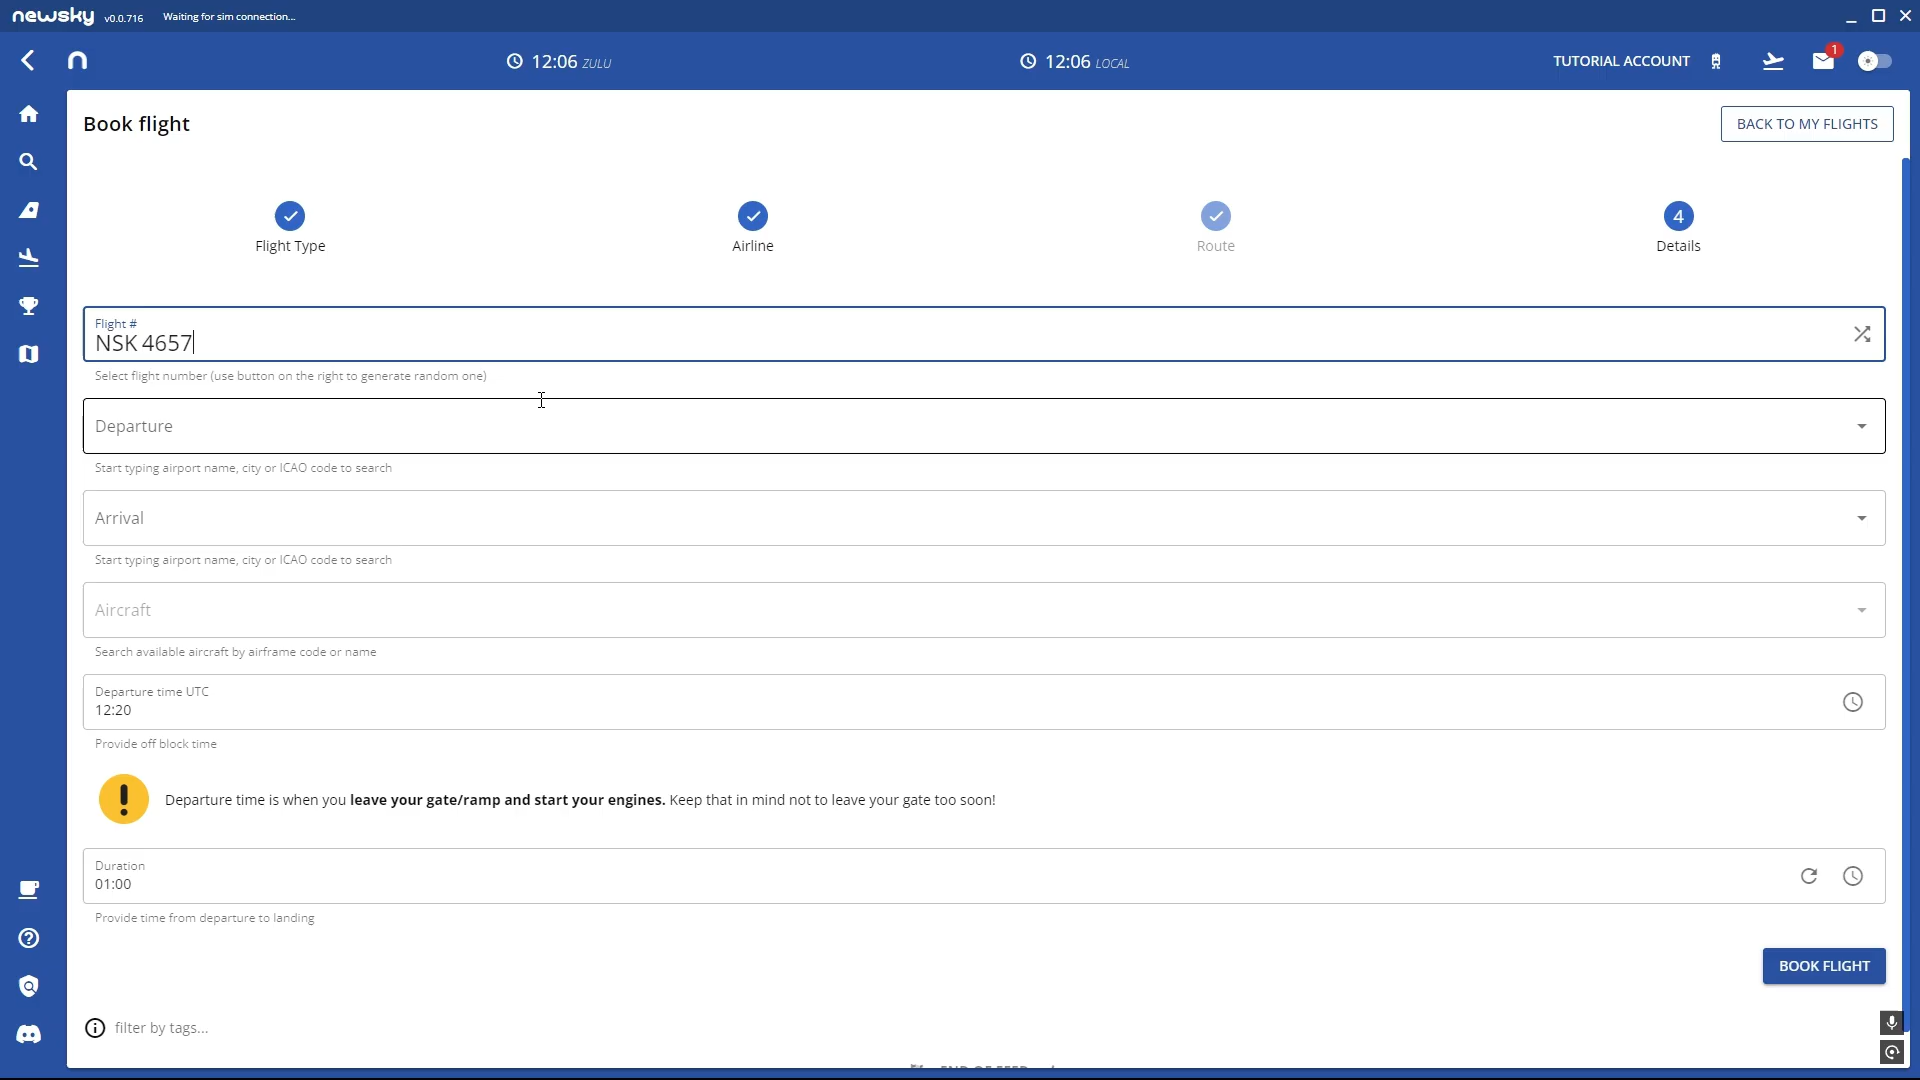 newsky v0.0.716 Waiting for sim connection...
12:06 ZULU 12:06 LOCAL TUTORIAL ACCOUNT 1
Book flight BACK TO MY FLIGHTS
4
Flight Type Airline Route Details
Flight #
NSK 4657
Select flight number (use button on the right to generate random one)
Departure
Start typing airport name, city or ICAO code to search
Arrival
Start typing airport name, city or ICAO code to search
Aircraft
Search available aircraft by airframe code or name
Departure time UTC
12:20
Provide off block time
Departure time is when you leave your gate/ramp and start your engines. Keep that in mind not to leave your gate too soon!
Duration
01:00
Provide time from departure to landing
BOOK FLIGHT
filter by tags...
END OF FEED